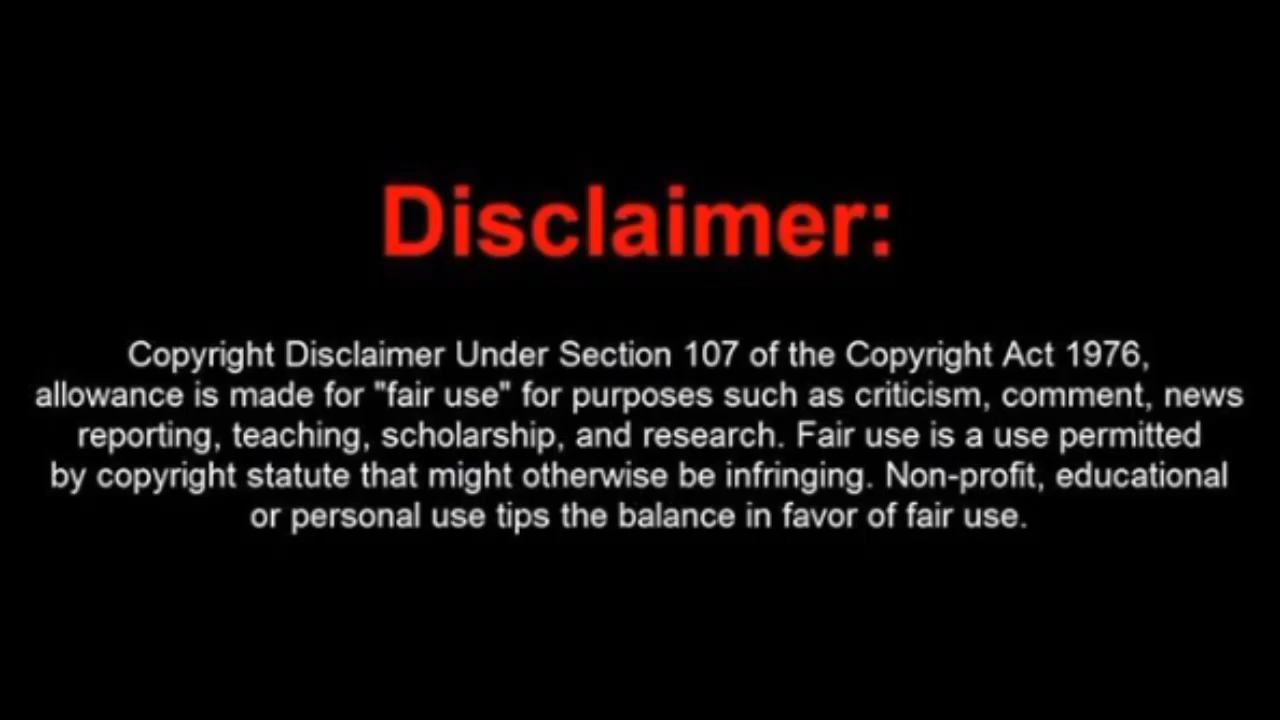 Disclaimer:
Copyright Disclaimer Under Section 107 of the Copyright Act 1976,
allowance is made for "fair use" for purposes such as criticism, comment, news
reporting, teaching, scholarship, and research. Fair use is a use permitted
by copyright statute that might otherwise be infringing. Non-profit, educational
or personal use tips the balance in favor of fair use.